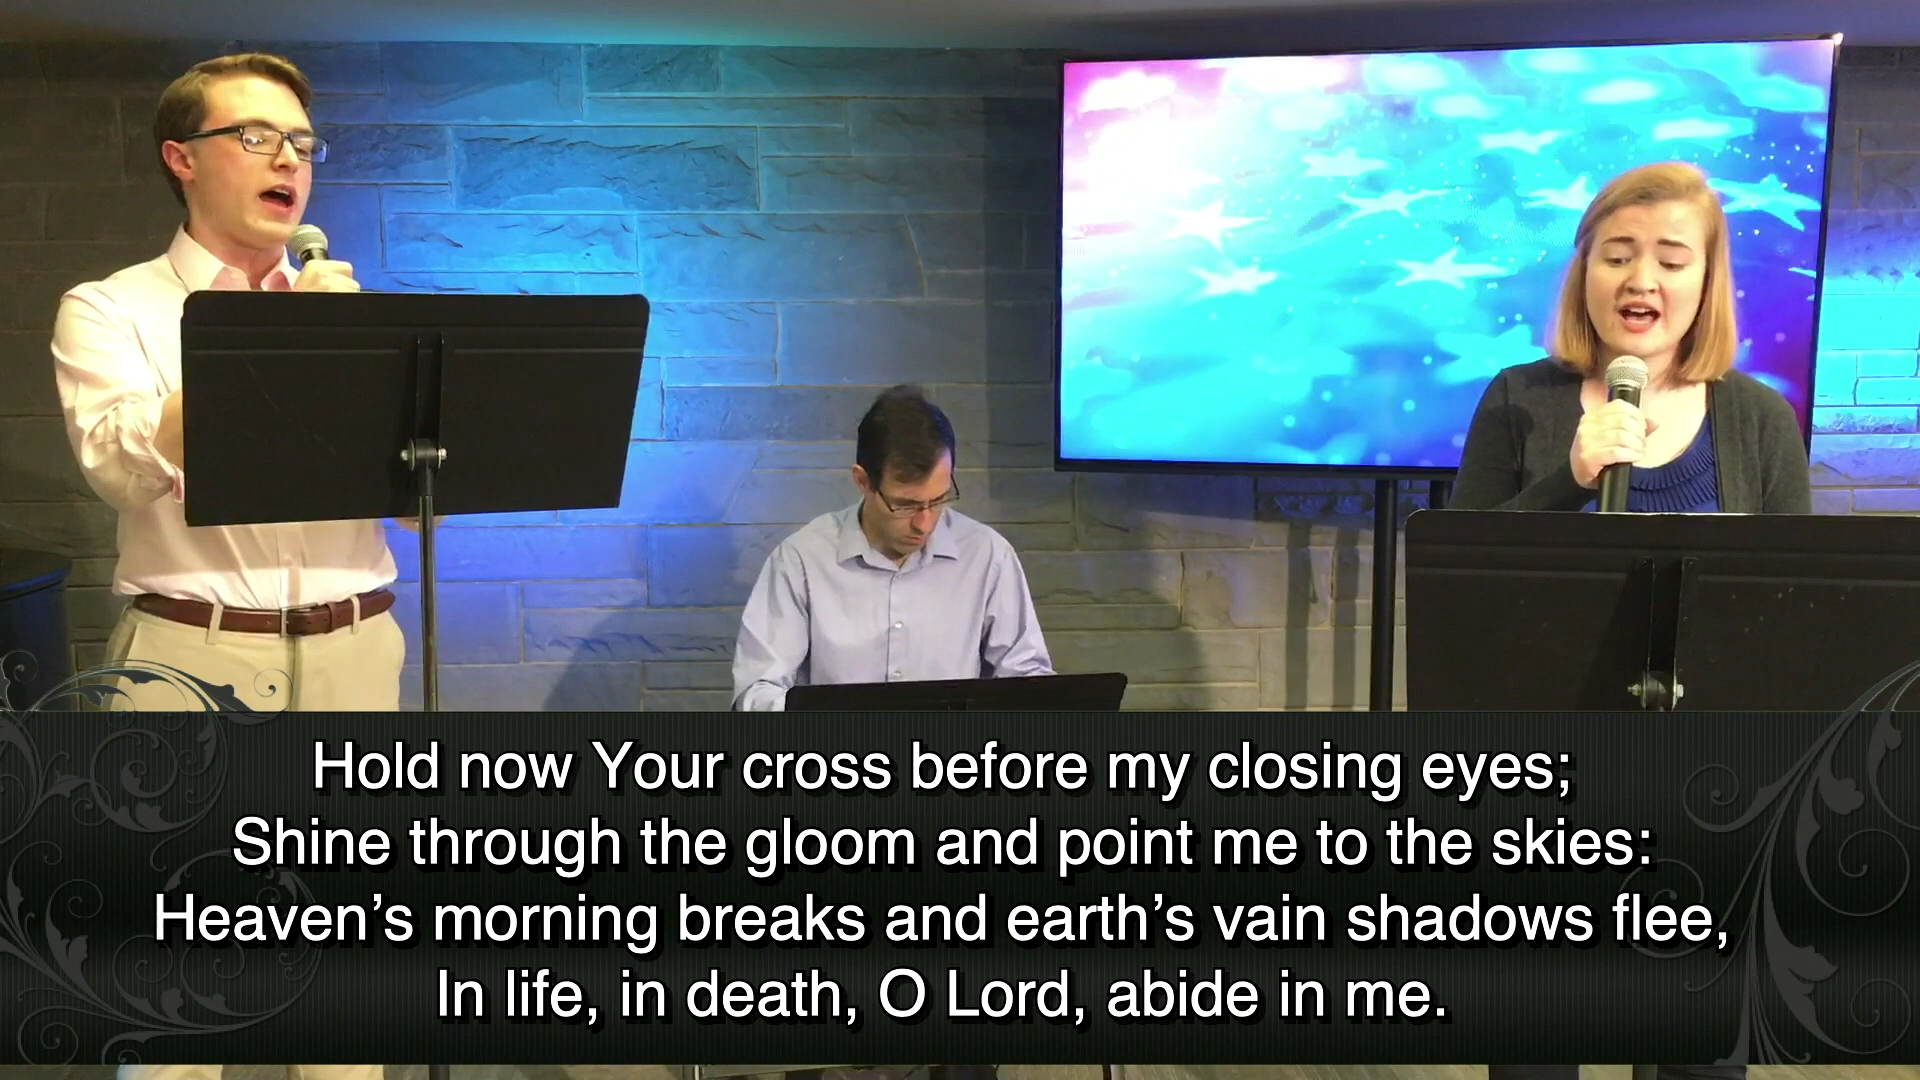 Hold now Your cross before my closing eyes;
Shine through the gloom and point me to the skies:
Heaven’s morning breaks and earth’s vain shadows flee,
In life, in death, O Lord, abide in me.